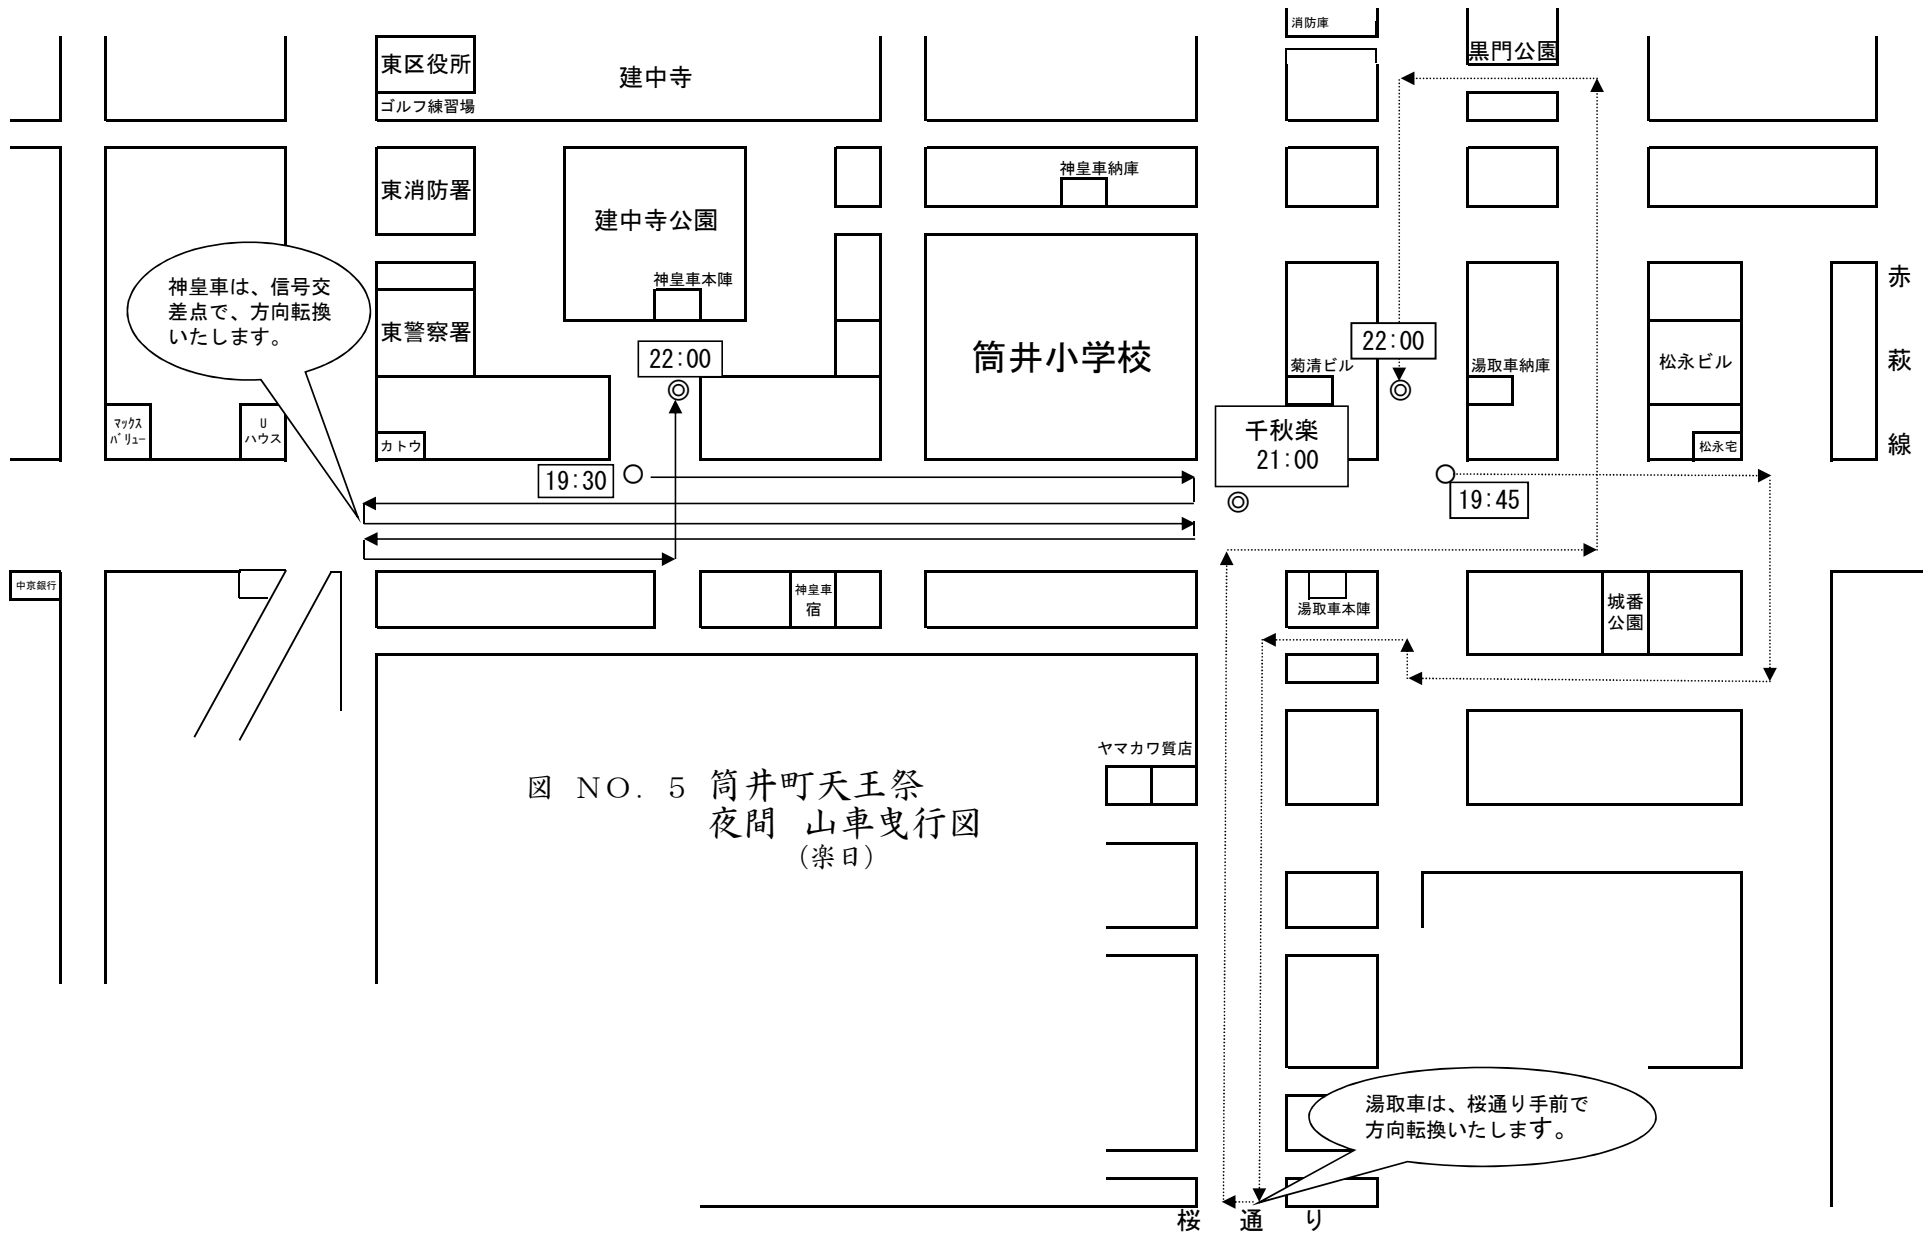 消防庫
東区役所
建中寺
黒門公園
ゴルフ練習場
神皇車納庫
東消防署
建中寺公園
赤
萩
線
神皇車本陣
神皇車は、信号交
差点で、方向転換
いたします。
東警察署
22:00
筒井小学校
22:00
菊清ビル
湯取車納庫
松永ビル
マックス
バリュー
U
ハウス
カトウ
千秋楽
21:00
松永宅
19:30
19:45
中京銀行
神皇車
宿
湯取車本陣
城番
公園
ヤマカワ質店
図 NO. 5 筒井町天王祭
夜間 山車曳行図
(楽日)
湯取車は、桜通り手前で
方向転換いたします。
桜 通 り